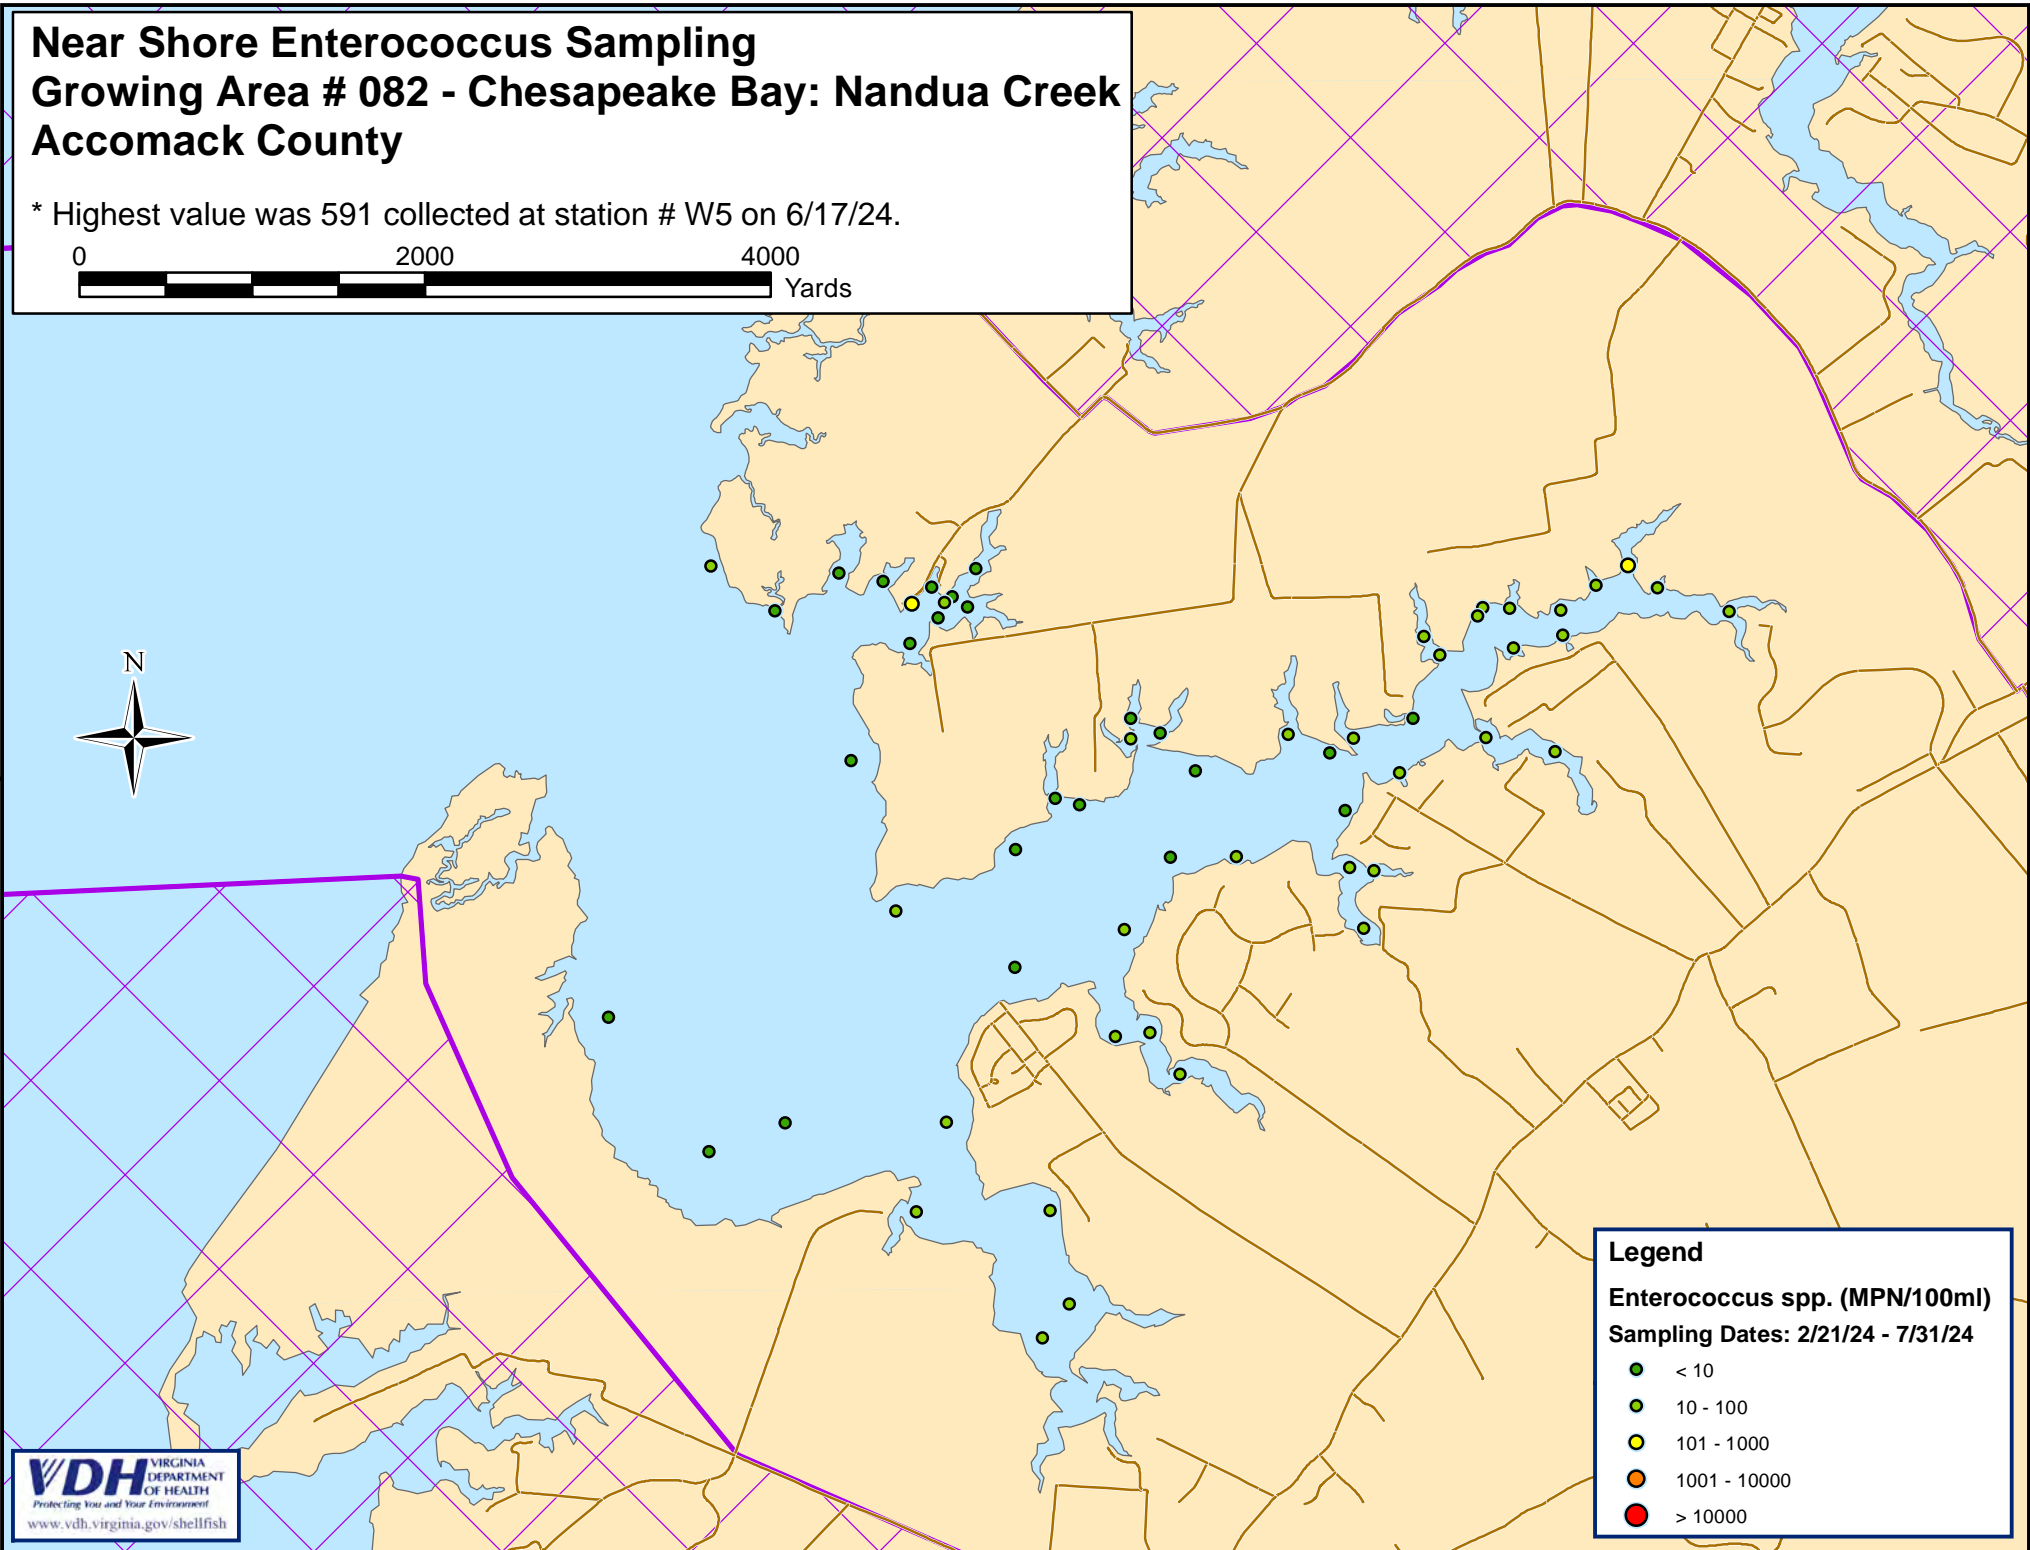 Near Shore Enterococcus Sampling
Growing Area # 082 - Chesapeake Bay: Nandua Creek
Accomack County
* Highest value was 591 collected at station # W5 on 6/17/24.
0 2000 4000
Yards
N
Legend
Enterococcus spp. (MPN/100ml)
Sampling Dates: 2/21/24 - 7/31/24
< 10
10 - 100
101 - 1000
1001 - 10000
> 10000
VDH VIRGINIA
DEPARTMENT
OF HEALTH
Protecting You and Your Environment
www.vdh.virginia.gov/shellfish